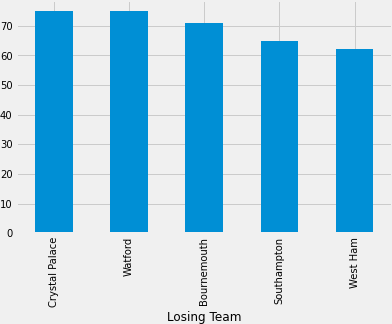 70
60
50
40
30
20
10
0
Crystal Palace
Watford
Bournemouth
Southampton
West Ham
Losing Team